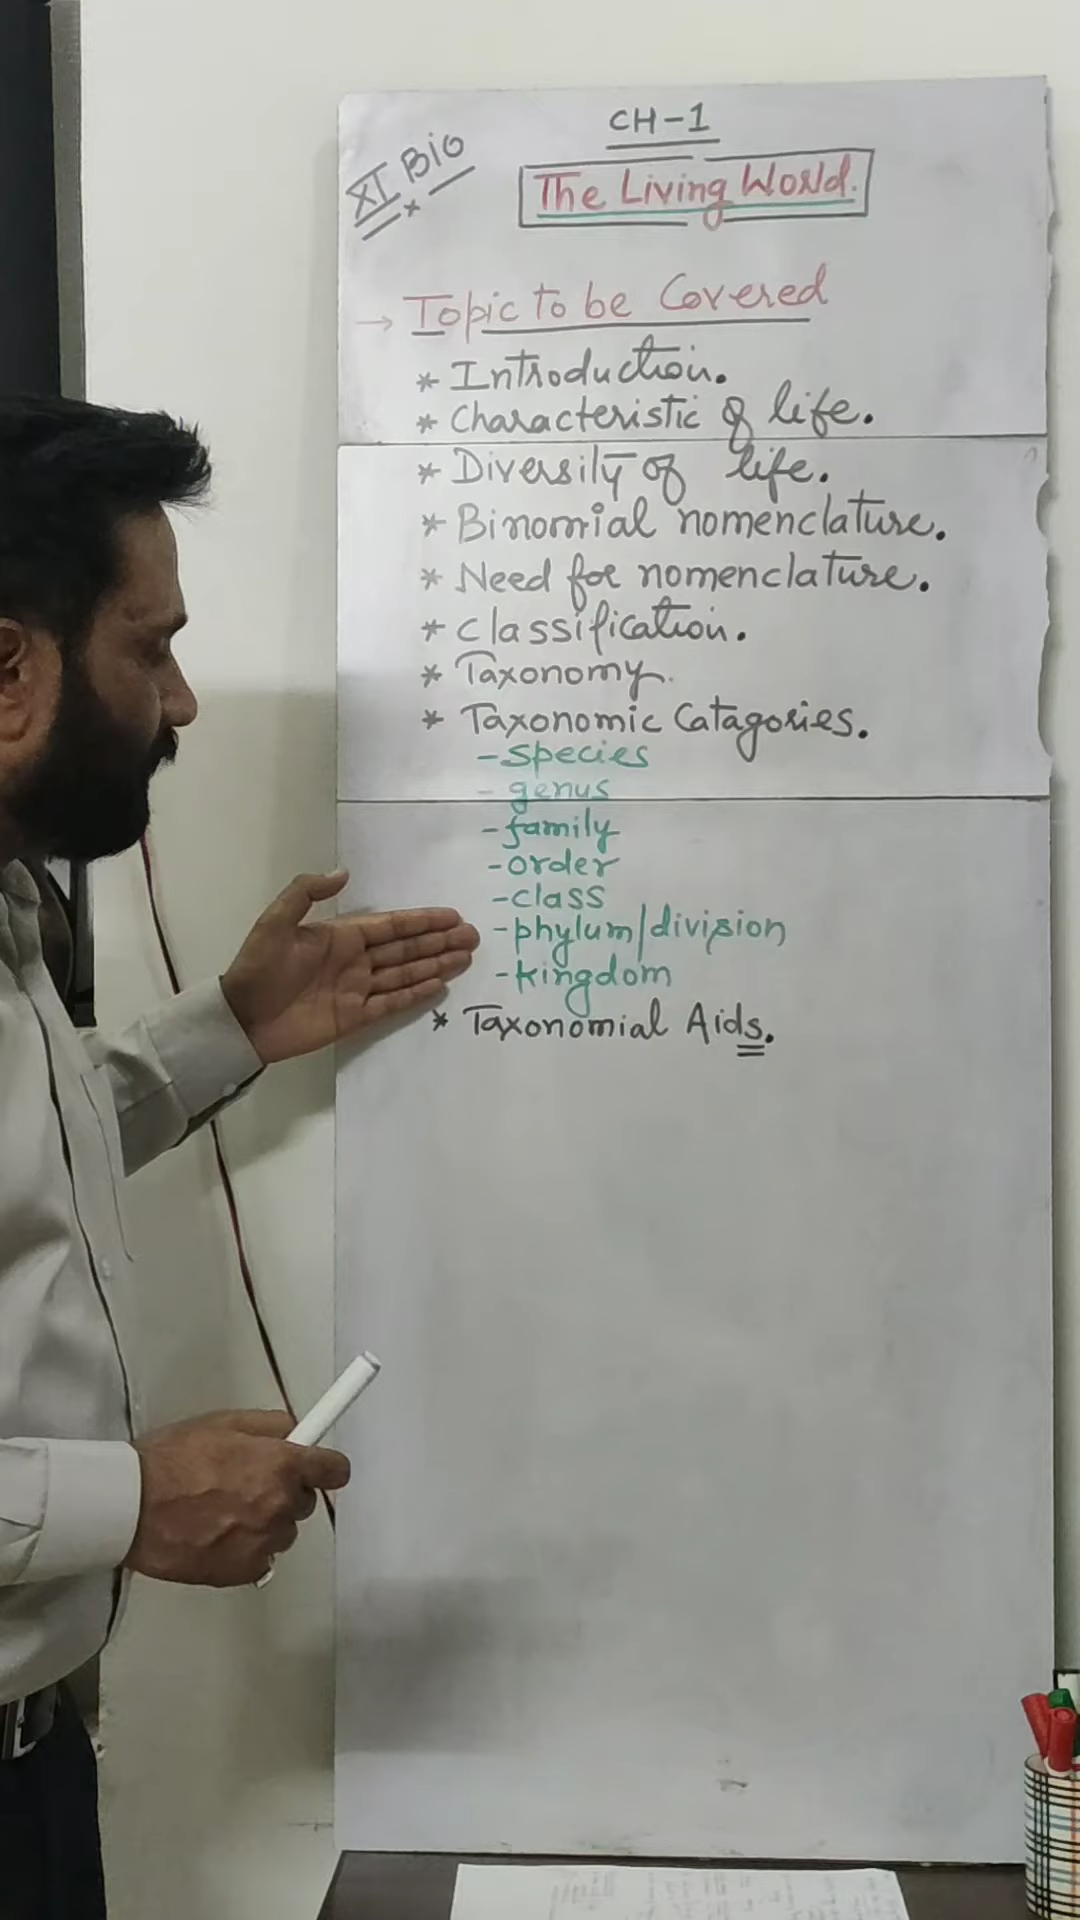 CH-1
XI Bio
The Living World.
→ Topic to be Covered
* Introduction.
* Characteristic of life.
* Diversity of life.
* Binomial nomenclature.
* Need for nomenclature.
* Classification.
* Taxonomy.
* Taxonomic Catagories.
- species
- genus
- family
- order
- class
- phylum/division
- kingdom
* Taxonomial Aids.